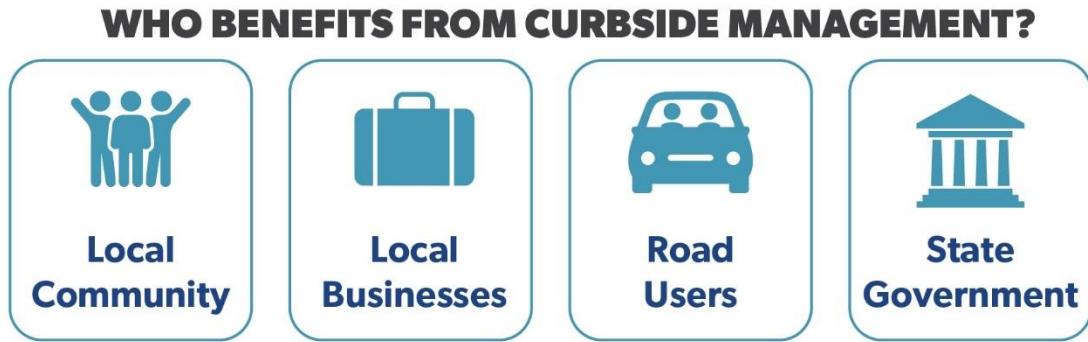 WHO BENEFITS FROM CURBSIDE MANAGEMENT?
Local
Community
Local
Businesses
Road
Users
State
Government